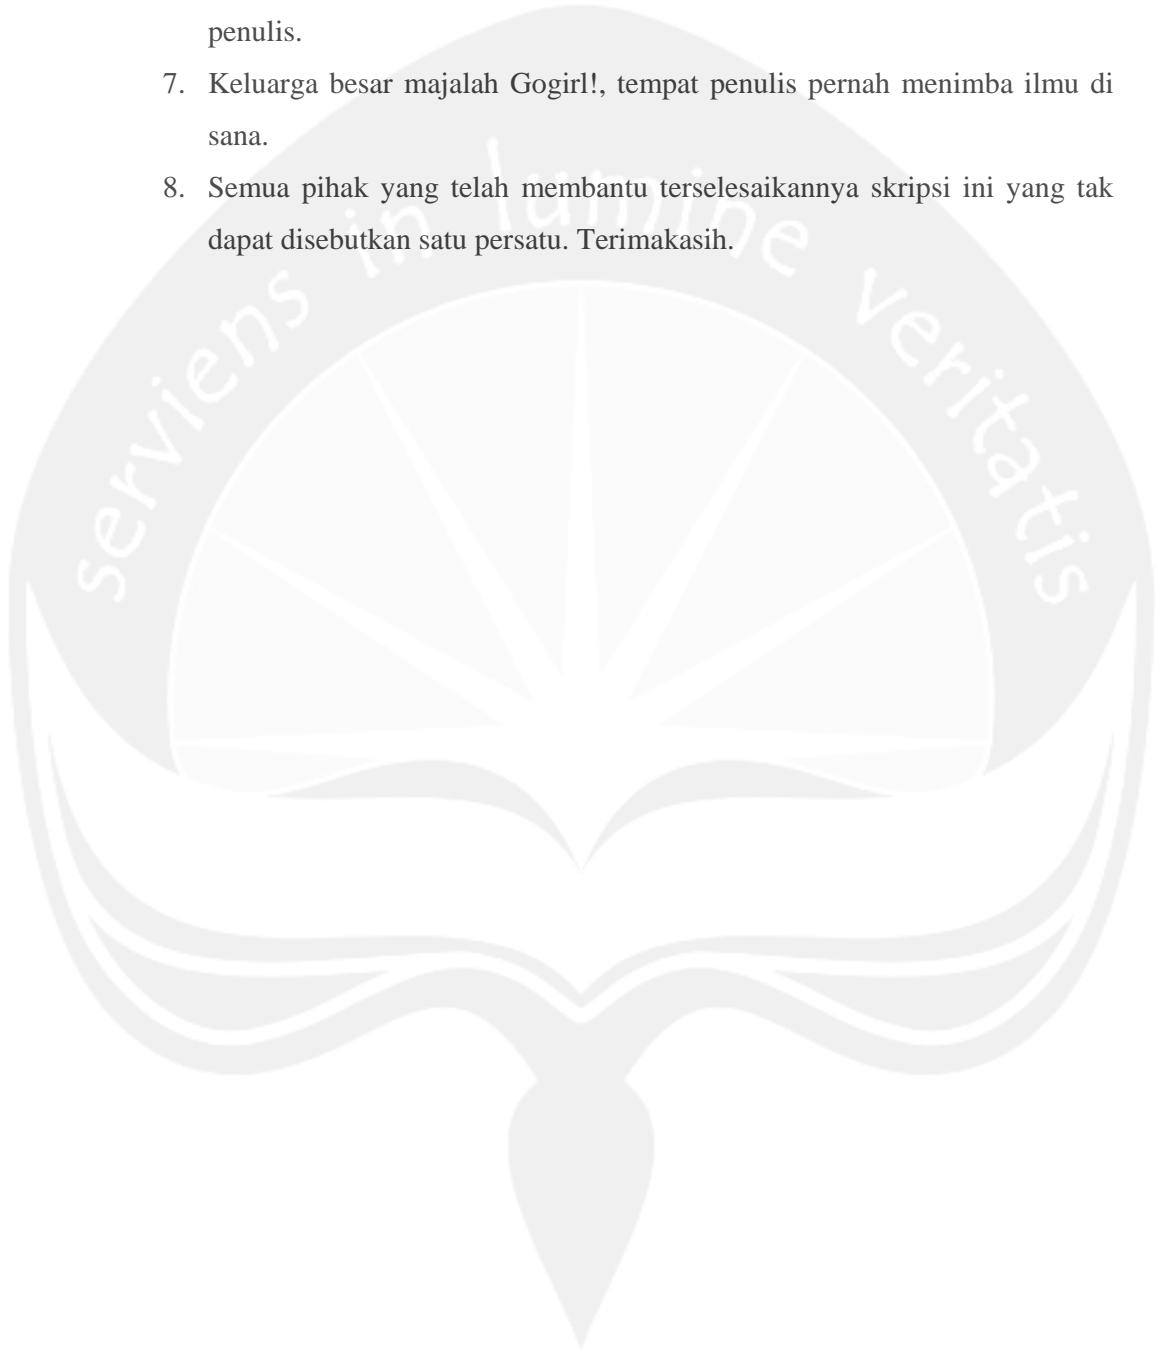 penulis.
7. Keluarga besar majalah Gogirl!, tempat penulis pernah menimba ilmu di
sana.
8. Semua pihak yang telah membantu terselesaikannya skripsi ini yang tak
dapat disebutkan satu persatu. Terimakasih.
serviens in lumine veritatis